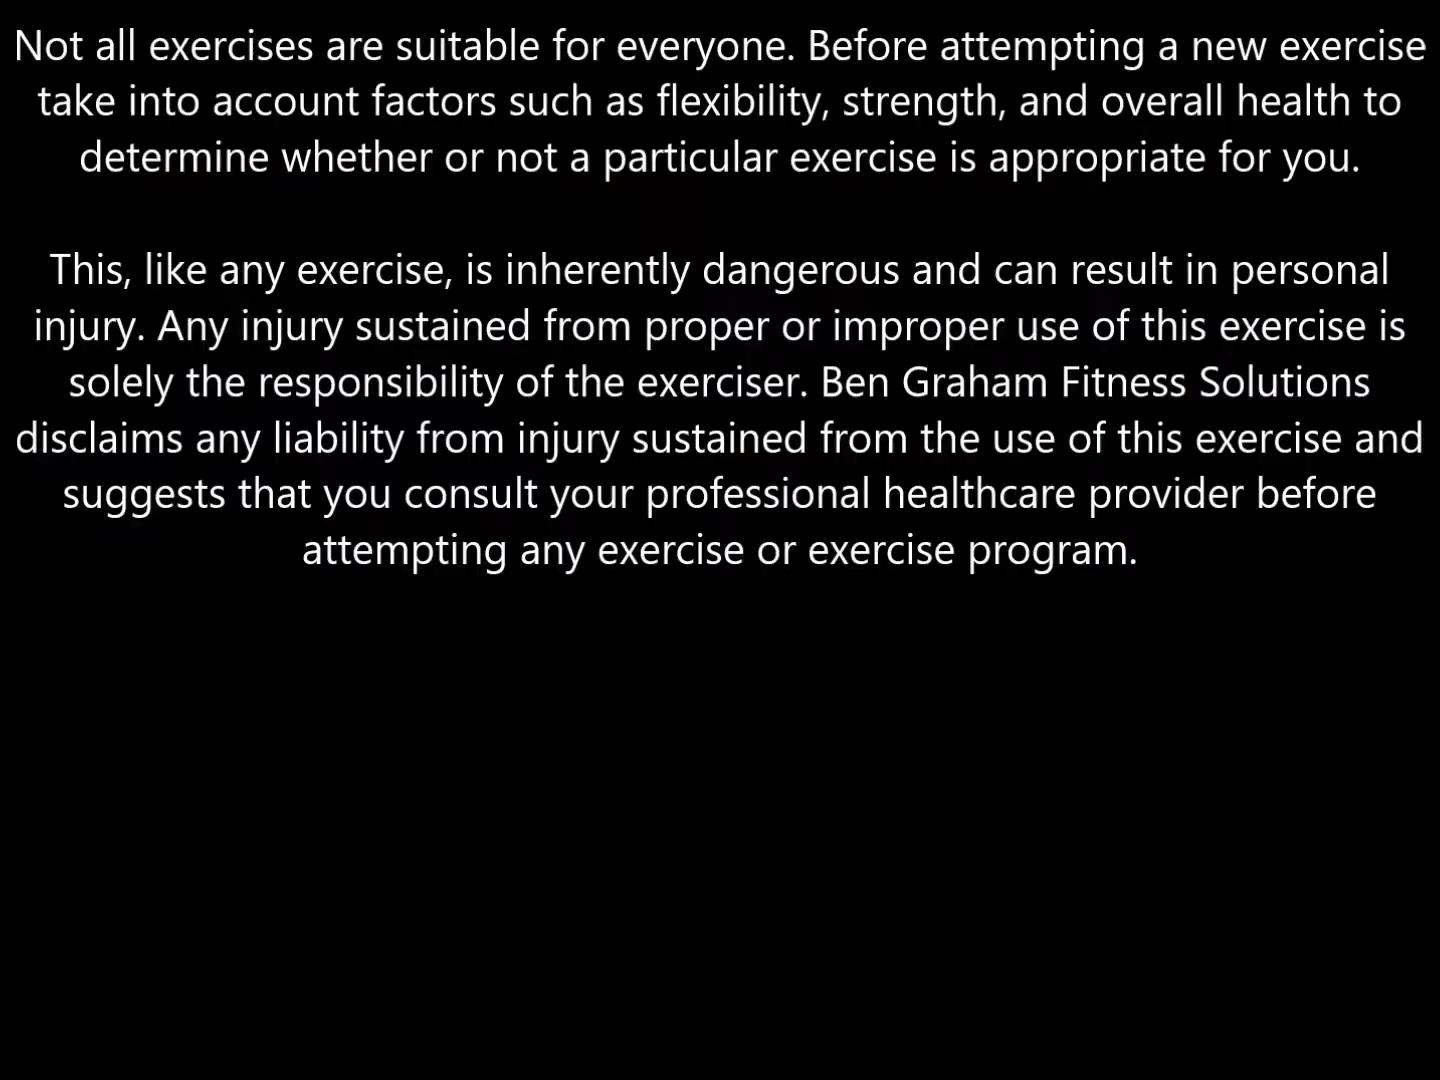 Not all exercises are suitable for everyone. Before attempting a new exercise
take into account factors such as flexibility, strength, and overall health to
determine whether or not a particular exercise is appropriate for you.
This, like any exercise, is inherently dangerous and can result in personal
injury. Any injury sustained from proper or improper use of this exercise is
solely the responsibility of the exerciser. Ben Graham Fitness Solutions
disclaims any liability from injury sustained from the use of this exercise and
suggests that you consult your professional healthcare provider before
attempting any exercise or exercise program.